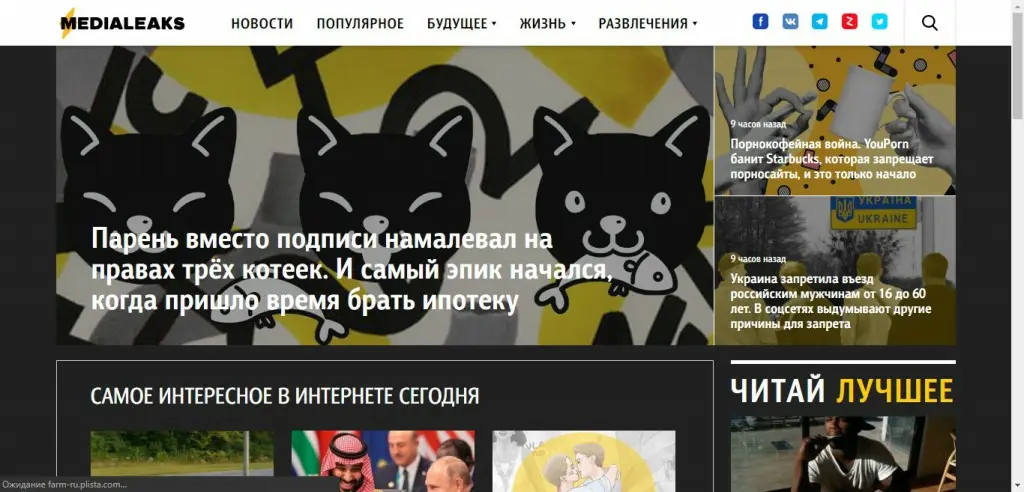 MEDIALEAKS
НОВОСТИ ПОПУЛЯРНОЕ БУДУЩЕЕ ЖИЗНЬ РАЗВЛЕЧЕНИЯ
Парень вместо подписи намалевал на
правах трёх котеек. И самый эпик начался,
когда пришло время брать ипотеку
9 часов назад
Порнокофейная война. YouPorn
банит Starbucks, которая запрещает
порносайты, и это только начало
УКРАЇНА
UKRAINE
9 часов назад
Украина запретила въезд
российским мужчинам от 16 до 60
лет. В соцсетях выдумывают другие
причины для запрета
САМОЕ ИНТЕРЕСНОЕ В ИНТЕРНЕТЕ СЕГОДНЯ
ЧИТАЙ ЛУЧШЕЕ
Ожидание farm-ru.plista.com...